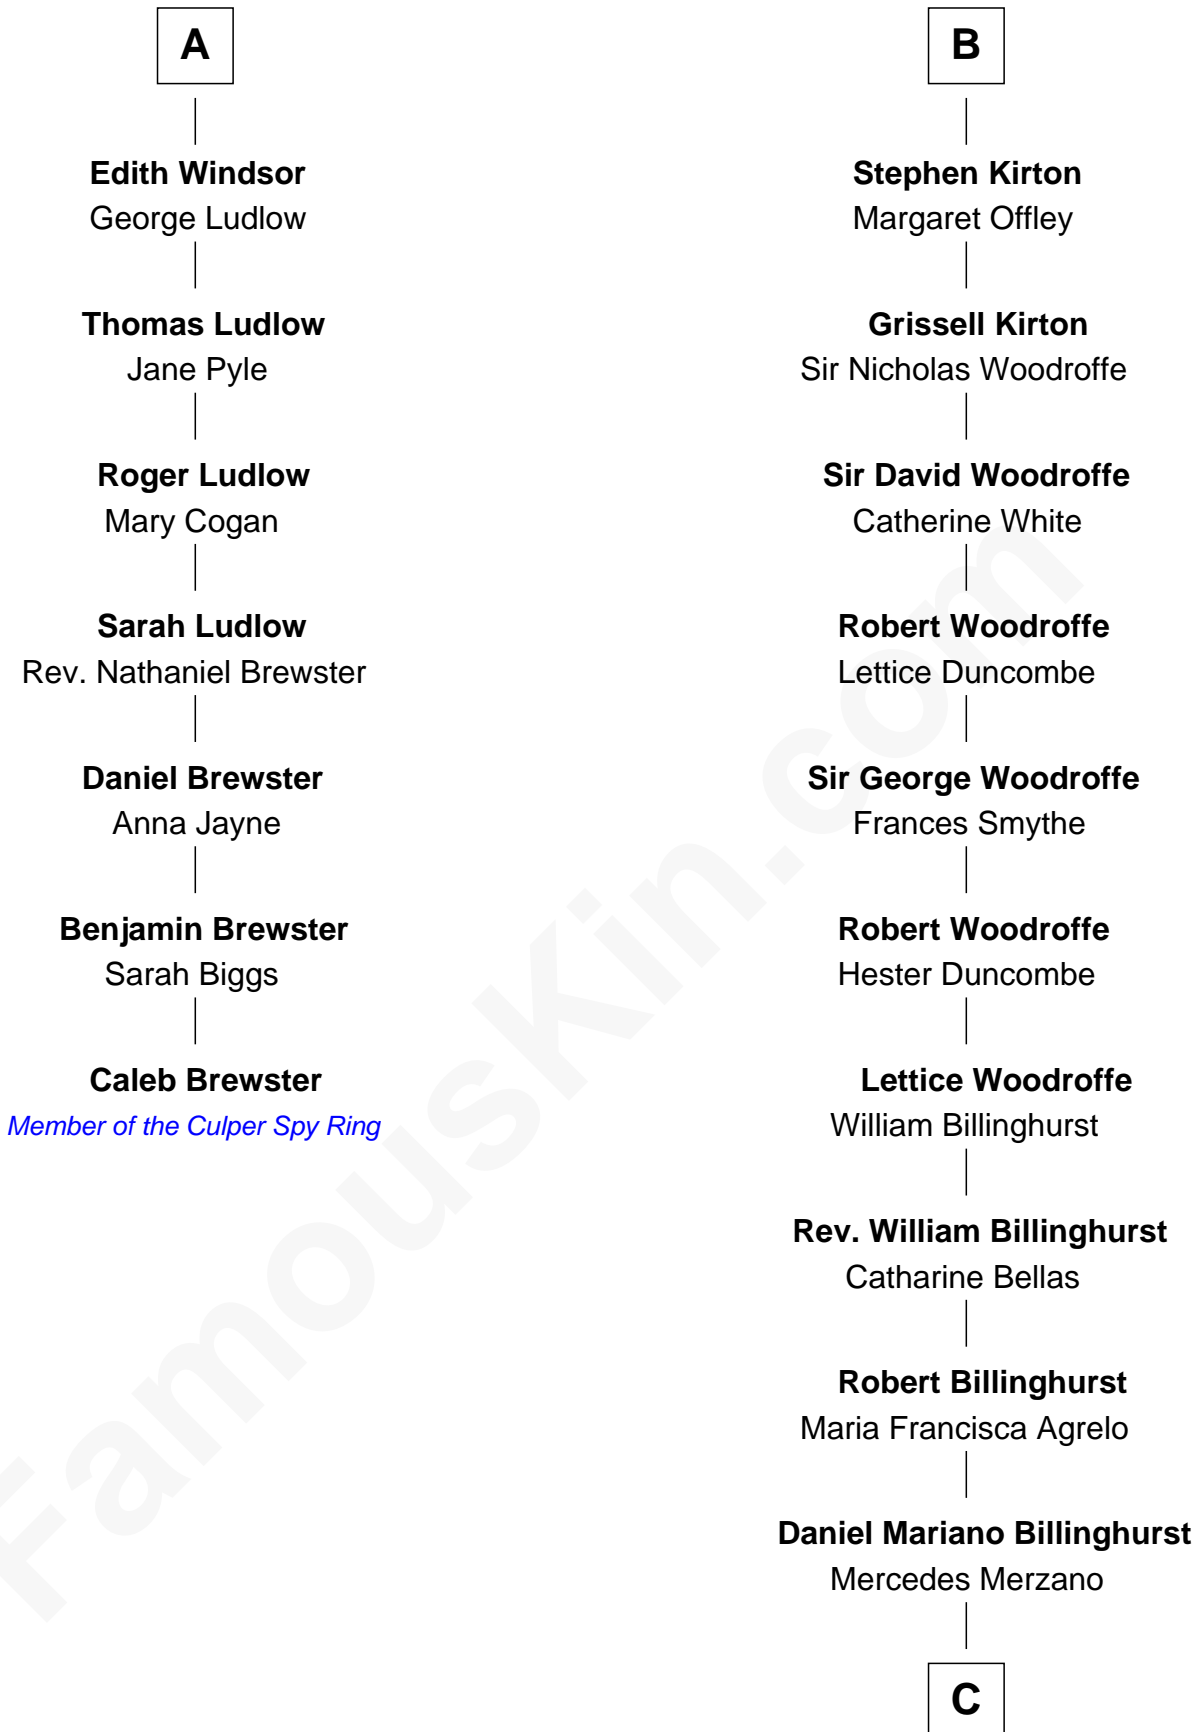 A
Edith Windsor
George Ludlow
Thomas Ludlow
Jane Pyle
Roger Ludlow
Mary Cogan
Sarah Ludlow
Rev. Nathaniel Brewster
Daniel Brewster
Anna Jayne
Benjamin Brewster
Sarah Biggs
Caleb Brewster
Member of the Culper Spy Ring
B
Stephen Kirton
Margaret Offley
Grissell Kirton
Sir Nicholas Woodroffe
Sir David Woodroffe
Catherine White
Robert Woodroffe
Lettice Duncombe
Sir George Woodroffe
Frances Smythe
Robert Woodroffe
Hester Duncombe
Lettice Woodroffe
William Billinghurst
Rev. William Billinghurst
Catharine Bellas
Robert Billinghurst
Maria Francisca Agrelo
Daniel Mariano Billinghurst
Mercedes Merzano
C
FamousKin.com